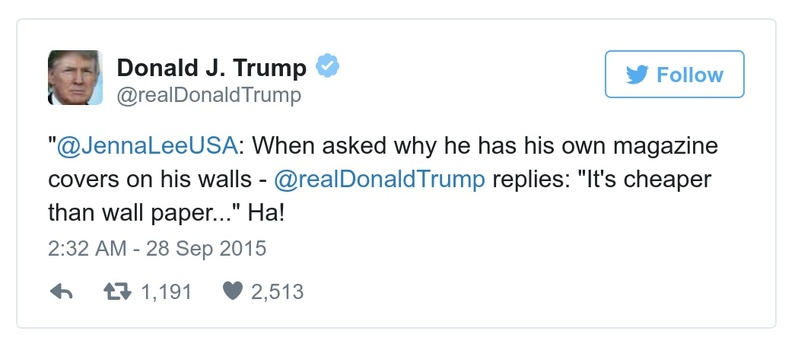 Donald J. Trump
@realDonaldTrump
Follow
"@JennaLeeUSA: When asked why he has his own magazine
covers on his walls - @realDonaldTrump replies: "It's cheaper
than wall paper..." Ha!
2:32 AM - 28 Sep 2015
1,191 2,513